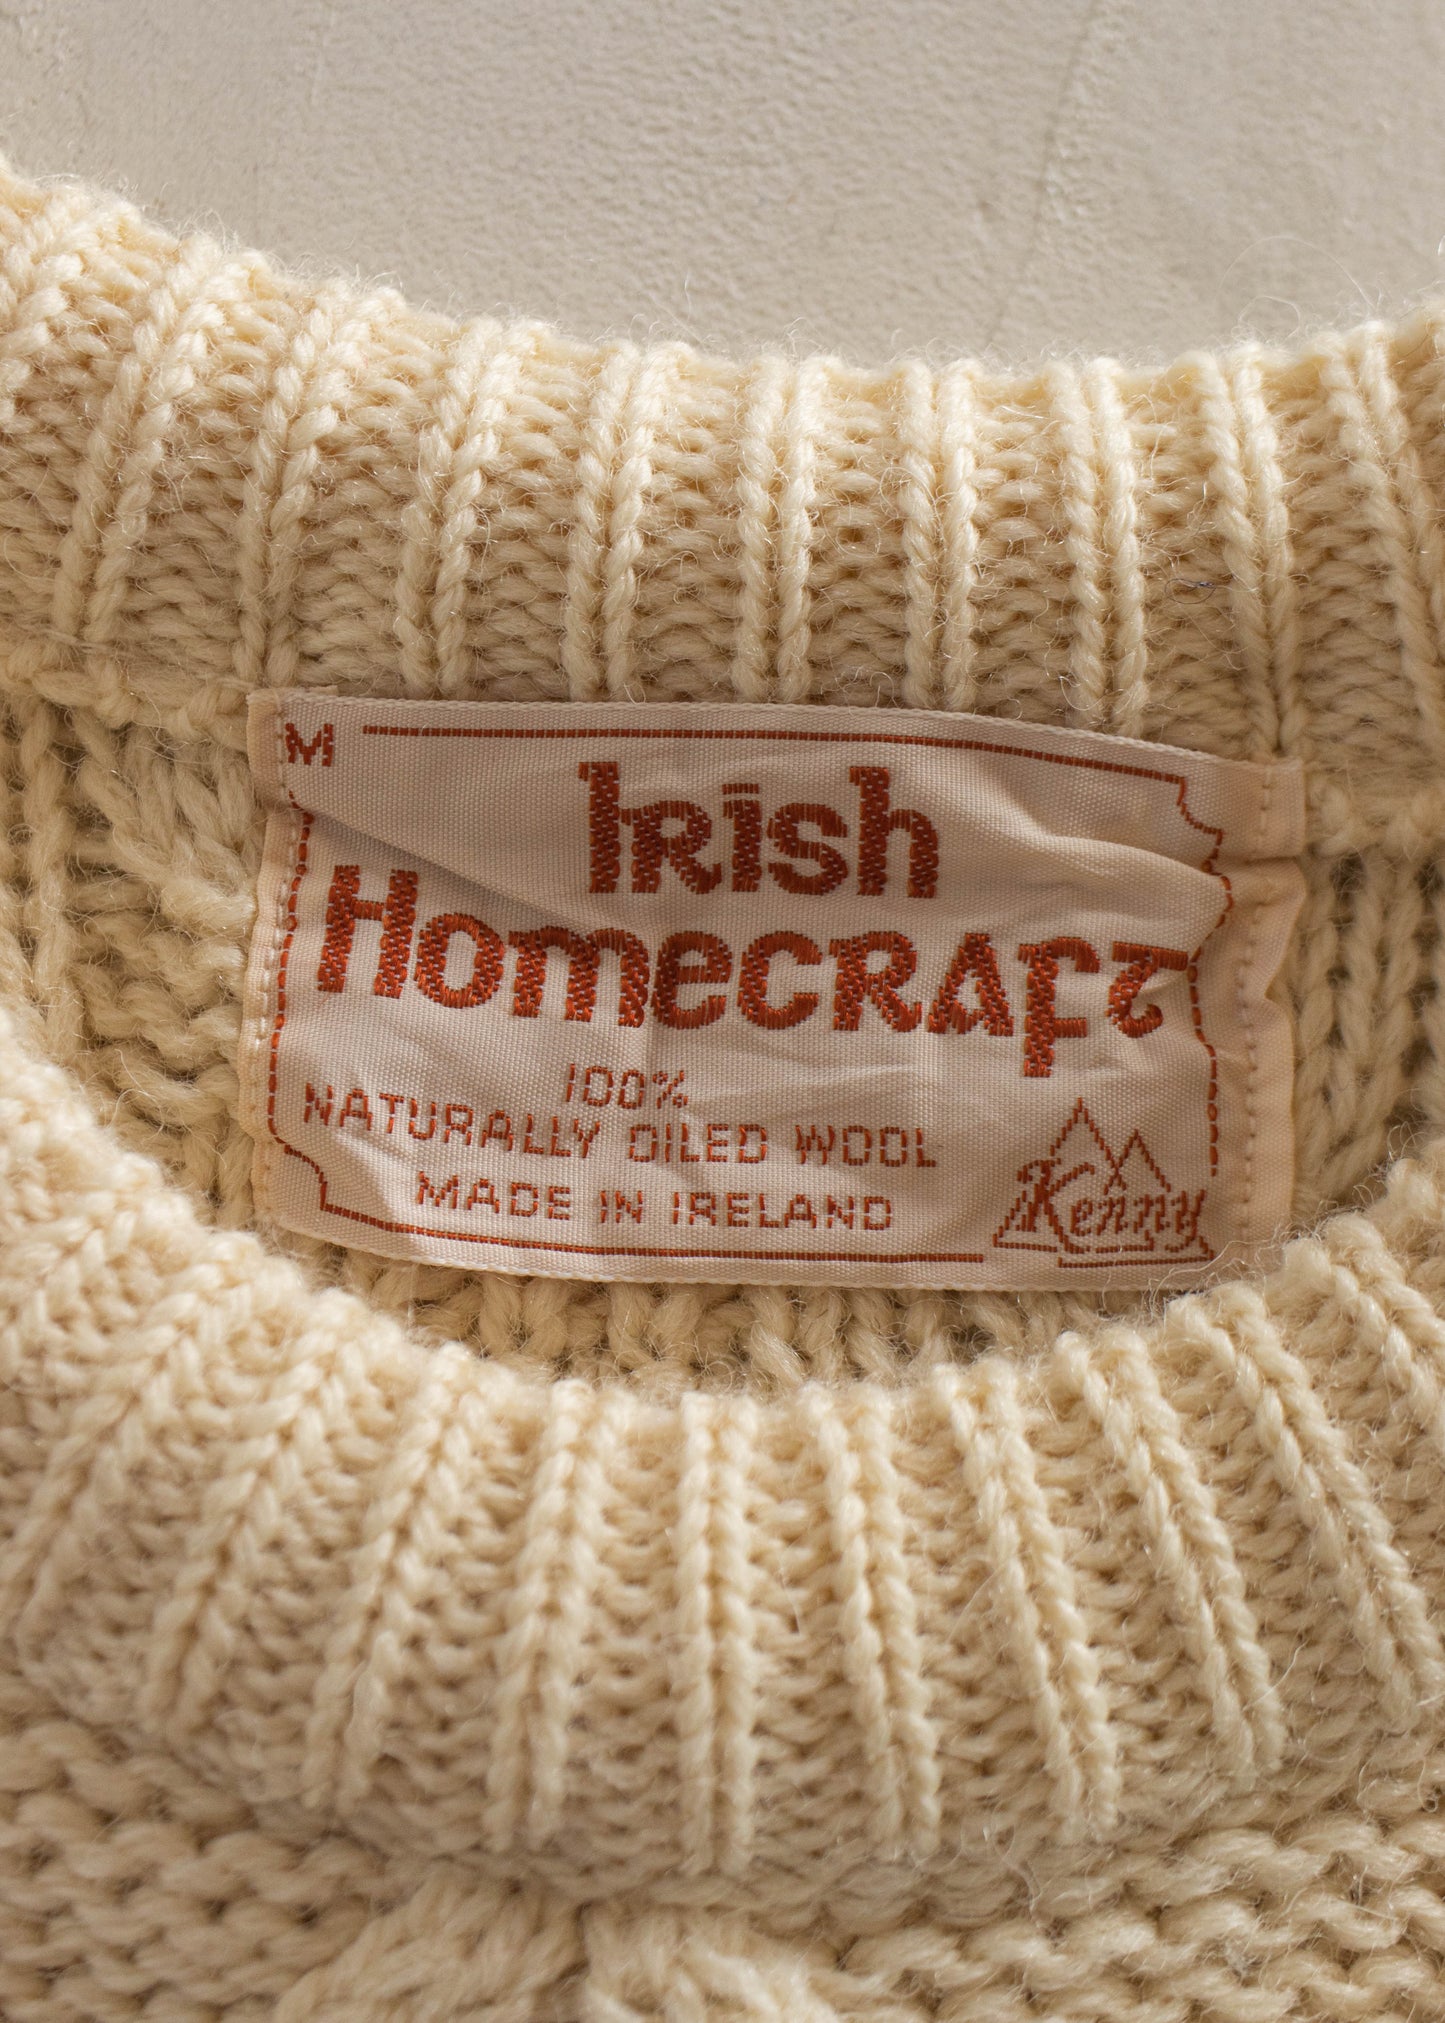 M
Irish
Homecraft
100%
NATURALLY OILED WOOL
MADE IN IRELAND
Kenny